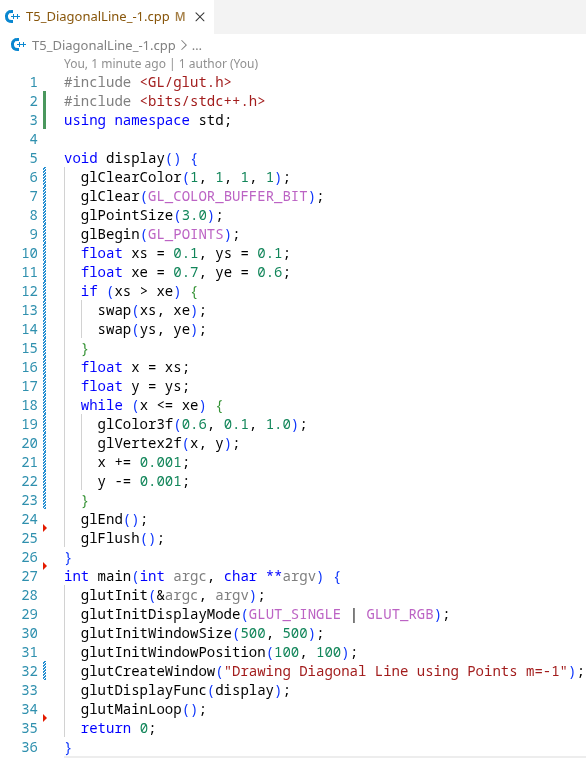 T5_DiagonalLine_-1.cpp M ×
T5_DiagonalLine_-1.cpp > ...
You, 1 minute ago | 1 author (You)
1 #include <GL/glut.h>
2 #include <bits/stdc++.h>
3 using namespace std;
4
5 void display() {
6   glClearColor(1, 1, 1, 1);
7   glClear(GL_COLOR_BUFFER_BIT);
8   glPointSize(3.0);
9   glBegin(GL_POINTS);
10   float xs = 0.1, ys = 0.1;
11   float xe = 0.7, ye = 0.6;
12   if (xs > xe) {
13     swap(xs, xe);
14     swap(ys, ye);
15   }
16   float x = xs;
17   float y = ys;
18   while (x <= xe) {
19     glColor3f(0.6, 0.1, 1.0);
20     glVertex2f(x, y);
21     x += 0.001;
22     y -= 0.001;
23   }
24   glEnd();
25   glFlush();
26 }
27 int main(int argc, char **argv) {
28   glutInit(&argc, argv);
29   glutInitDisplayMode(GLUT_SINGLE | GLUT_RGB);
30   glutInitWindowSize(500, 500);
31   glutInitWindowPosition(100, 100);
32   glutCreateWindow("Drawing Diagonal Line using Points m=-1");
33   glutDisplayFunc(display);
34   glutMainLoop();
35   return 0;
36 }